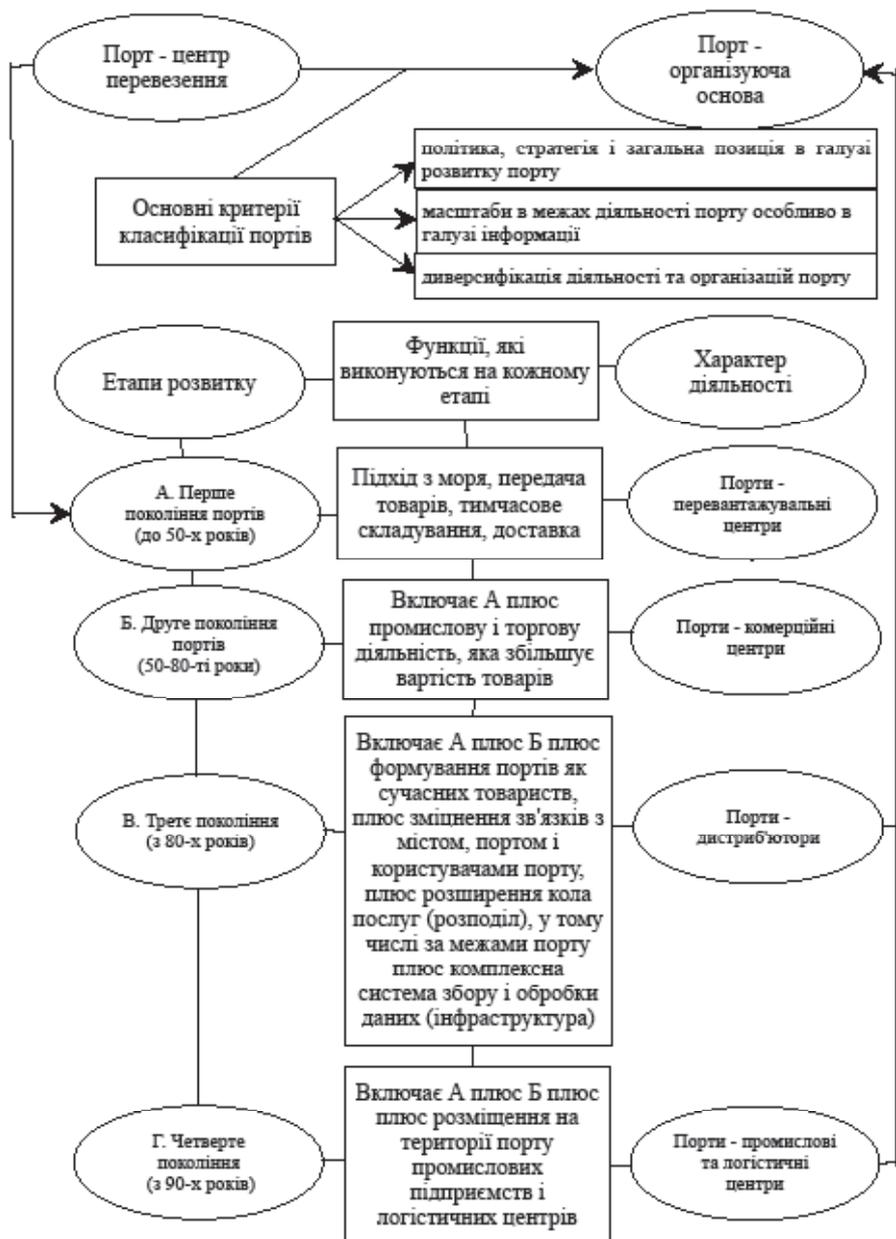 Порт - центр
перевезення
Порт -
організуюча
основа
політика, стратегія і загальна позиція в галузі
розвитку порту
Основні критерії
класифікації портів
масштаби в межах діяльності порту особливо в
галузі інформації
диверсифікація діяльності та організацій порту
Етапи розвитку
Функції, які
виконуються на кожному
етапі
Характер
діяльності
А. Перше
покоління портів
(до 50-х років)
Підхід з моря, передача
товарів, тимчасове
складування, доставка
Порти -
перевантажувальні
центри
Б. Друге покоління
портів
(50-80-ті роки)
Включає А плюс
промислову і торгову
діяльність, яка збільшує
вартість товарів
Порти - комерційні
центри
В. Третє покоління
(з 80-х років)
Включає А плюс Б плюс
формування портів як
сучасних товариств,
плюс зміцнення зв'язків з
містом, портом і
користувачами порту,
плюс розширення кола
послуг (розподіл), у тому
числі за межами порту
плюс комплексна
система збору і обробки
даних (інфраструктура)
Порти -
дистриб'ютори
Г. Четверте
покоління
(з 90-х років)
Включає А плюс Б плюс
плюс розміщення на
території порту
промислових
підприємств і
логістичних центрів
Порти - промислові
та логістичні
центри